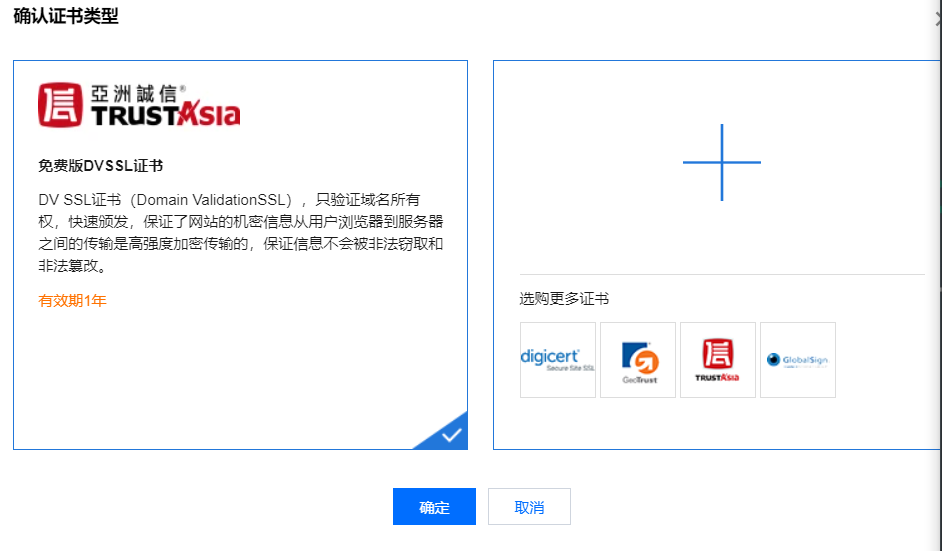 确认证书类型
亞洲誠信®
TRUSTAsia
免费版DVSSL证书
DV SSL证书（Domain ValidationSSL），只验证域名所有
权，快速颁发，保证了网站的机密信息从用户浏览器到服务器
之间的传输是高强度加密传输的，保证信息不会被非法窃取和
非法篡改。
有效期1年
选购更多证书
digicert®
Secure Site SSL
GeoTrust
TRUSTAsia
GlobalSign
确定
取消